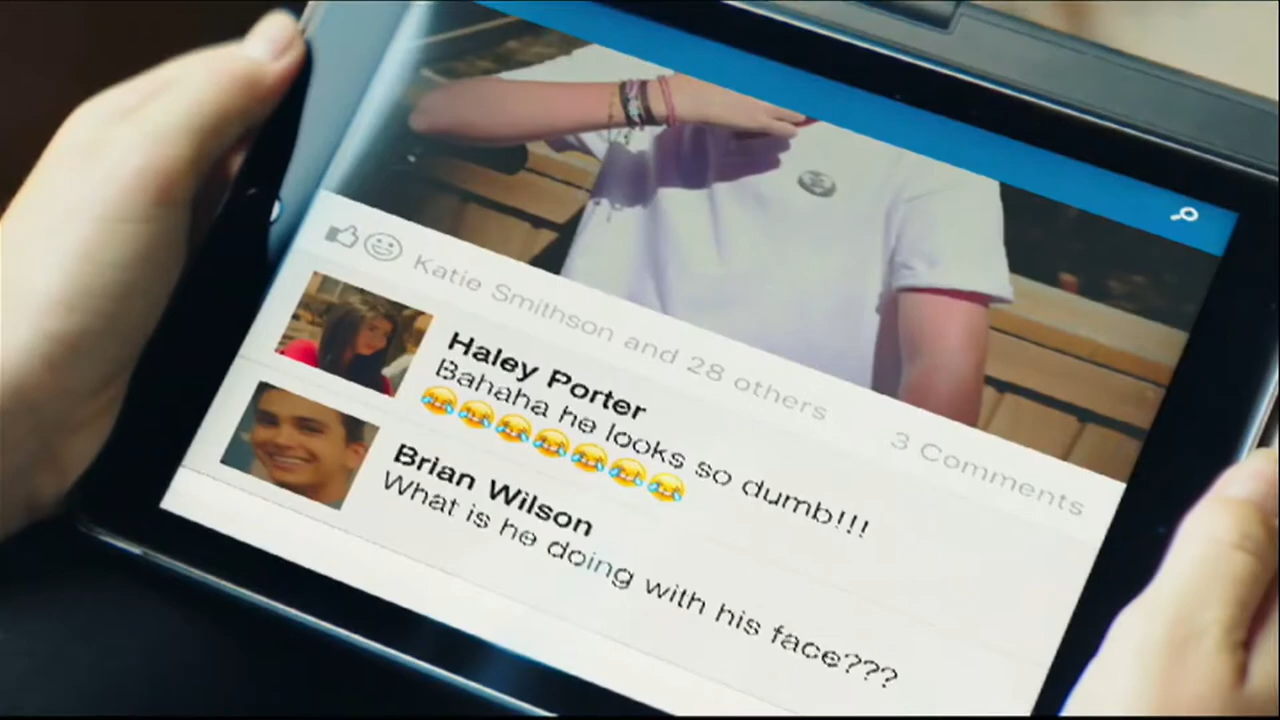 Katie Smithson and 28 others
3 Comments
Haley Porter
Bahaha he looks so dumb!!!
😂😂😂😂😂😂😂
Brian Wilson
What is he doing with his face???